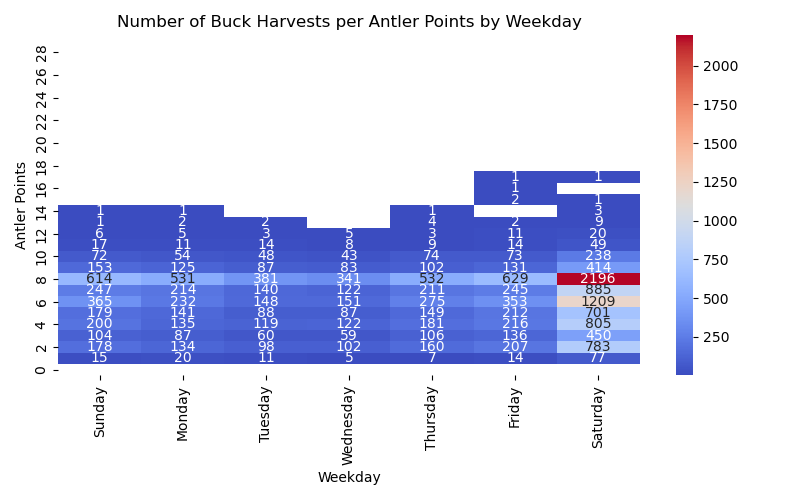 Number of Buck Harvests per Antler Points by Weekday
Antler Points
28
26
24
22
20
18
1 1
16 1
2 1
14 1 1 1 3
1 2 2 4 2 9
12 6 5 3 5 3 11 20
17 11 14 8 9 14 49
10 72 54 48 43 74 73 238
153 125 87 83 102 131 414
8 614 531 381 341 532 629 2196
247 214 140 122 211 245 885
6 365 232 148 151 275 353 1209
179 141 88 87 149 212 701
4 200 135 119 122 181 216 805
104 87 60 59 106 136 450
2 178 134 98 102 160 207 783
15 20 11 5 7 14 77
0
Sunday Monday Tuesday Wednesday Thursday Friday Saturday
Weekday
2000
1750
1500
1250
1000
750
500
250